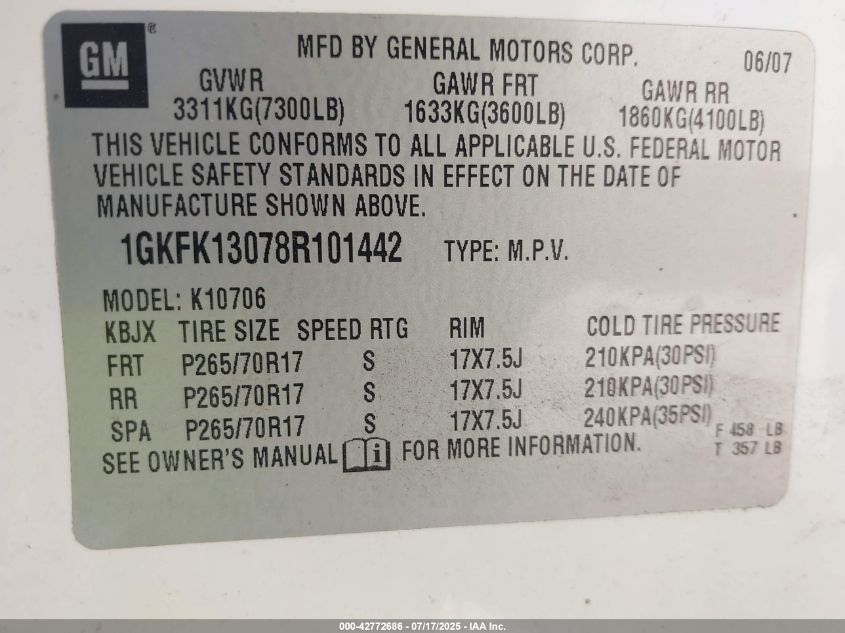 GM
®
MFD BY GENERAL MOTORS CORP. 06/07
GVWR GAWR FRT GAWR RR
3311KG(7300LB) 1633KG(3600LB) 1860KG(4100LB)
THIS VEHICLE CONFORMS TO ALL APPLICABLE U.S. FEDERAL MOTOR
VEHICLE SAFETY STANDARDS IN EFFECT ON THE DATE OF
MANUFACTURE SHOWN ABOVE.
1GKFK13078R101442 TYPE: M.P.V.
MODEL: K10706
KBJX TIRE SIZE SPEED RTG RIM COLD TIRE PRESSURE
FRT P265/70R17 S 17X7.5J 210KPA(30PSI)
RR P265/70R17 S 17X7.5J 210KPA(30PSI)
SPA P265/70R17 S 17X7.5J 240KPA(35PSI)
F 458 LB
T 357 LB
SEE OWNER'S MANUAL i FOR MORE INFORMATION.
000-42772686 - 07/17/2025 - IAA Inc.